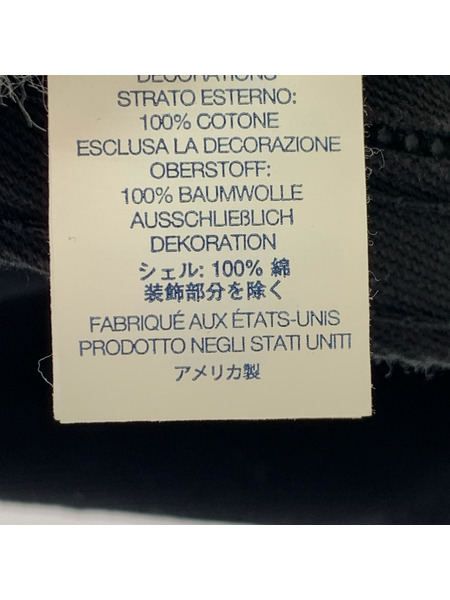 DECORATIONS
STRATO ESTERNO:
100% COTONE
ESCLUSA LA DECORAZIONE
OBERSTOFF:
100% BAUMWOLLE
AUSSCHLIEßLICH
DEKORATION
シェル: 100% 綿
装飾部分を除く
FABRIQUÉ AUX ÉTATS-UNIS
PRODOTTO NEGLI STATI UNITI
アメリカ製